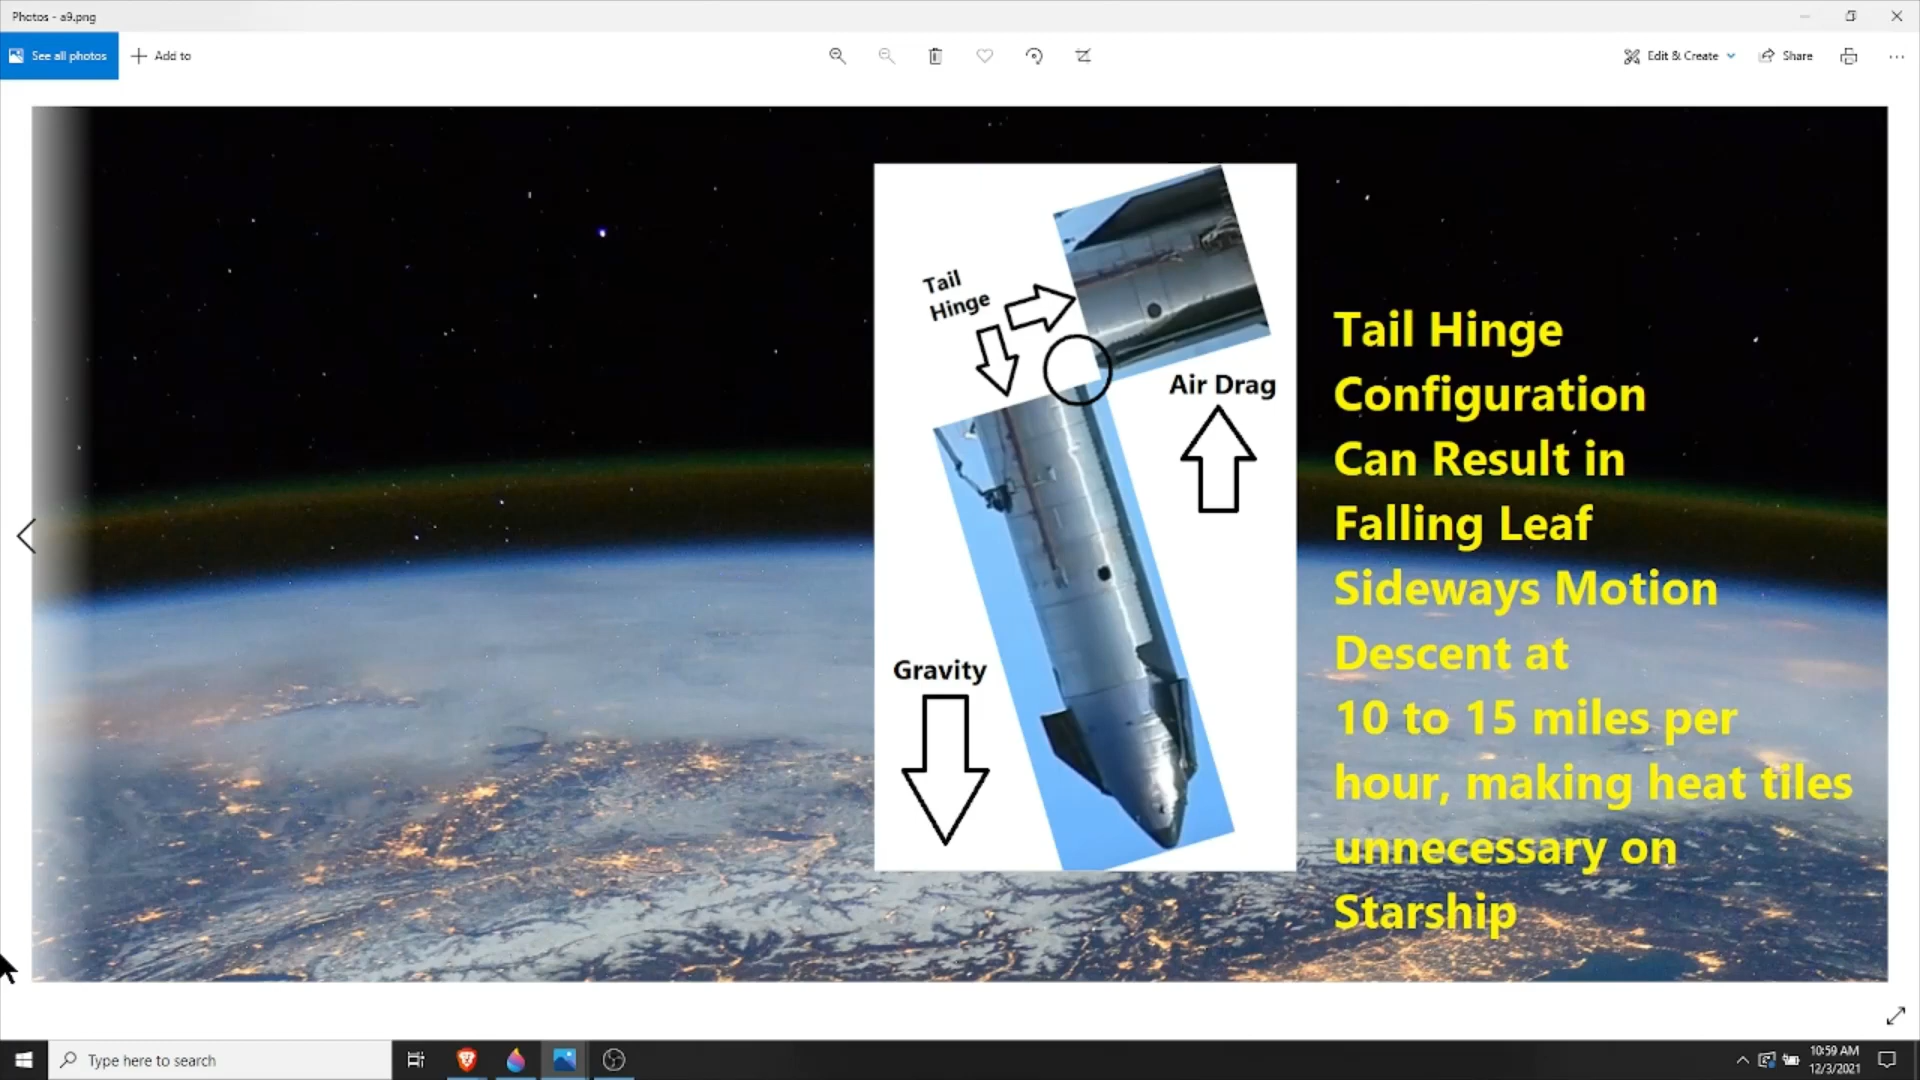 Photos - a9.png
See all photos
Add to
Edit & Create
Share
Tail
Hinge
Air Drag
Gravity
Tail Hinge
Configuration
Can Result in
Falling Leaf
Sideways Motion
Descent at
10 to 15 miles per
hour, making heat tiles
unnecessary on
Starship
Type here to search
10:59 AM
12/3/2021